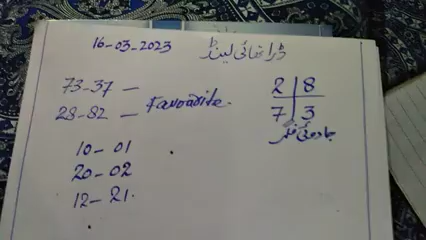 16-03-2023
ڈرا تھائی لینڈ
73-37 —
28-82 — Favourite.
2 8
7 3
جادوئی فگر
10-01
20-02
12-21.